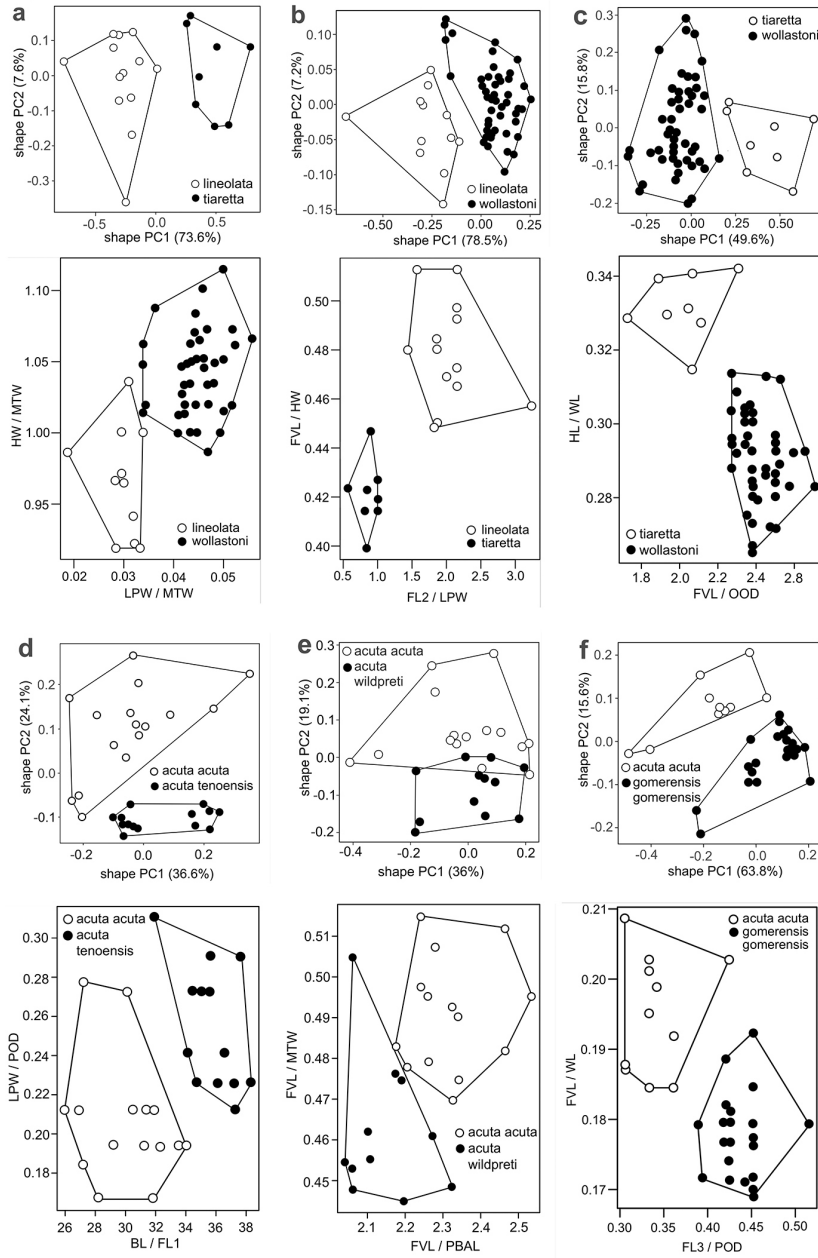 a
0.1
0.0
-0.1
-0.2
-0.3
shape PC2 (7.6%)
lineolata
tiaretta
-0.5
0.0
0.5
shape PC1 (73.6%)
b
0.10
0.05
0.00
-0.05
-0.10
-0.15
shape PC2 (7.2%)
lineolata
wollastoni
-0.50
-0.25
0.00
0.25
shape PC1 (78.5%)
c
0.3
0.2
0.1
0.0
-0.1
-0.2
shape PC2 (15.8%)
tiaretta
wollastoni
-0.25
0.00
0.25
0.50
shape PC1 (49.6%)
1.10
1.05
1.00
0.95
HW / MTW
lineolata
wollastoni
0.02
0.03
0.04
0.05
LPW / MTW
0.50
0.48
0.46
0.44
0.42
0.40
FVL / HW
lineolata
tiaretta
0.5
1.0
1.5
2.0
2.5
3.0
FL2 / LPW
0.34
0.32
0.30
0.28
HL / WL
tiaretta
wollastoni
1.8
2.0
2.2
2.4
2.6
2.8
FVL / OOD
d
0.2
0.0
-0.1
shape PC2 (24.1%)
acuta acuta
acuta tenoensis
-0.2
0.0
0.2
shape PC1 (36.6%)
e
0.3
0.2
0.1
0.0
-0.1
-0.2
shape PC2 (19.1%)
acuta acuta
acuta
wildpreti
-0.4
-0.2
0.0
0.2
shape PC1 (36%)
f
0.2
0.1
0.0
-0.1
-0.2
shape PC2 (15.6%)
acuta acuta
gomerensis
gomerensis
-0.4
-0.2
0.0
0.2
shape PC1 (63.8%)
0.30
0.28
0.26
0.24
0.22
0.20
0.18
LPW / POD
acuta acuta
acuta
tenoensis
26
28
30
32
34
36
38
BL / FL1
0.51
0.50
0.49
0.48
0.47
0.46
0.45
FVL / MTW
acuta acuta
acuta
wildpreti
2.1
2.2
2.3
2.4
2.5
FVL / PBAL
0.21
0.20
0.19
0.18
0.17
FVL / WL
acuta acuta
gomerensis
gomerensis
0.30
0.35
0.40
0.45
0.50
FL3 / POD